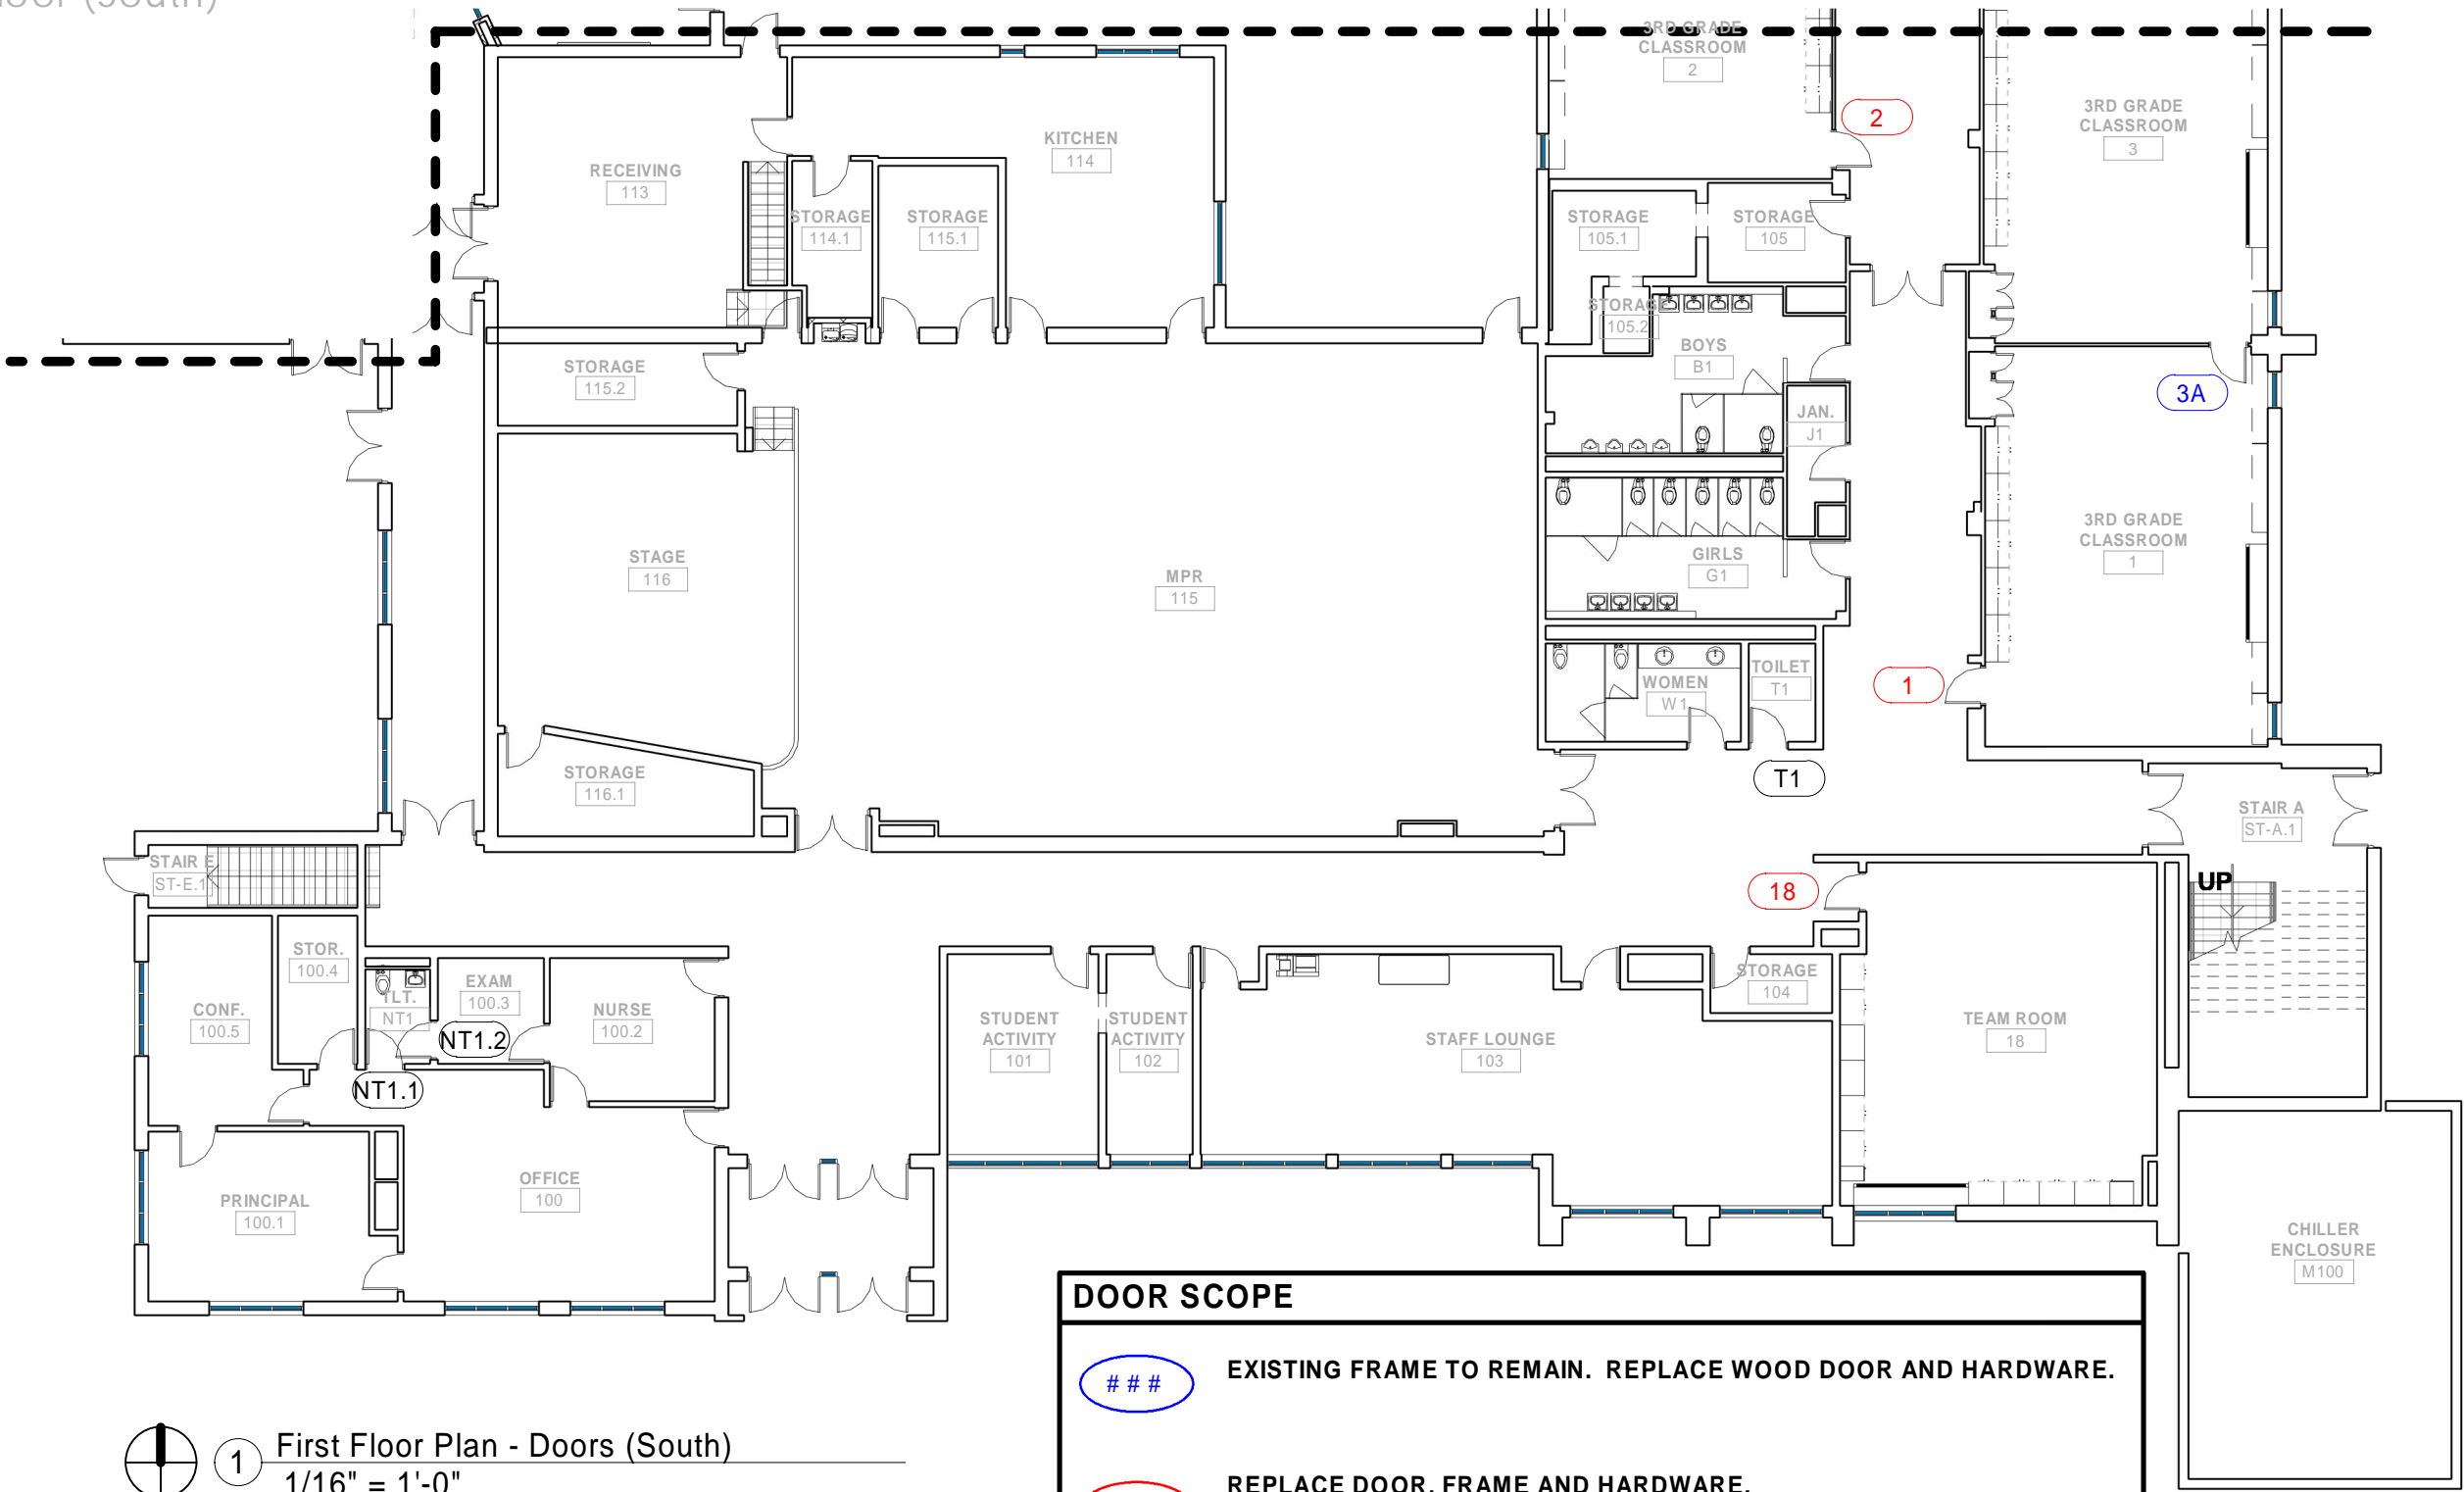 (South)
3RD GRADE
CLASSROOM
2
2
3RD GRADE
CLASSROOM
3
KITCHEN
114
RECEIVING
113
STORAGE
114.1
STORAGE
115.1
STORAGE
105.1
STORAGE
105
STORAGE
105.2
BOYS
B1
STORAGE
115.2
3A
JAN.
J1
3RD GRADE
CLASSROOM
1
STAGE
116
MPR
115
GIRLS
G1
WOMEN
W1
TOILET
T1
1
STORAGE
116.1
T1
STAIR A
ST-A.1
STAIR E
ST-E.1
18
UP
STOR.
100.4
CONF.
100.5
TLT.
NT1
EXAM
100.3
NT1.2
NURSE
100.2
STUDENT
ACTIVITY
101
STUDENT
ACTIVITY
102
STAFF LOUNGE
103
STORAGE
104
TEAM ROOM
18
NT1.1
PRINCIPAL
100.1
OFFICE
100
CHILLER
ENCLOSURE
M100
DOOR SCOPE
###
EXISTING FRAME TO REMAIN. REPLACE WOOD DOOR AND HARDWARE.
REPLACE DOOR, FRAME AND HARDWARE.
1
First Floor Plan - Doors (South)
1/16" = 1'-0"